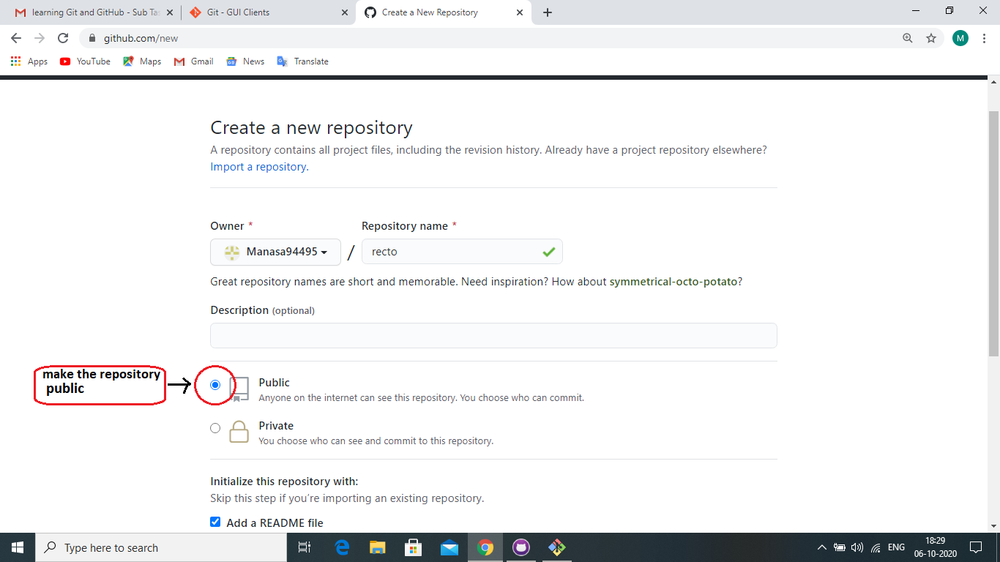 learning Git and GitHub - Sub Tas
Git - GUI Clients
Create a New Repository
github.com/new
M
Apps
YouTube
Maps
Gmail
News
Translate
Create a new repository
A repository contains all project files, including the revision history. Already have a project repository elsewhere?
Import a repository.
Owner *
Repository name *
Manasa94495 / recto
Great repository names are short and memorable. Need inspiration? How about symmetrical-octo-potato?
Description (optional)
make the repository
public
Public
Anyone on the internet can see this repository. You choose who can commit.
Private
You choose who can see and commit to this repository.
Initialize this repository with:
Skip this step if you're importing an existing repository.
Add a README file
Type here to search
ENG
18:29
06-10-2020